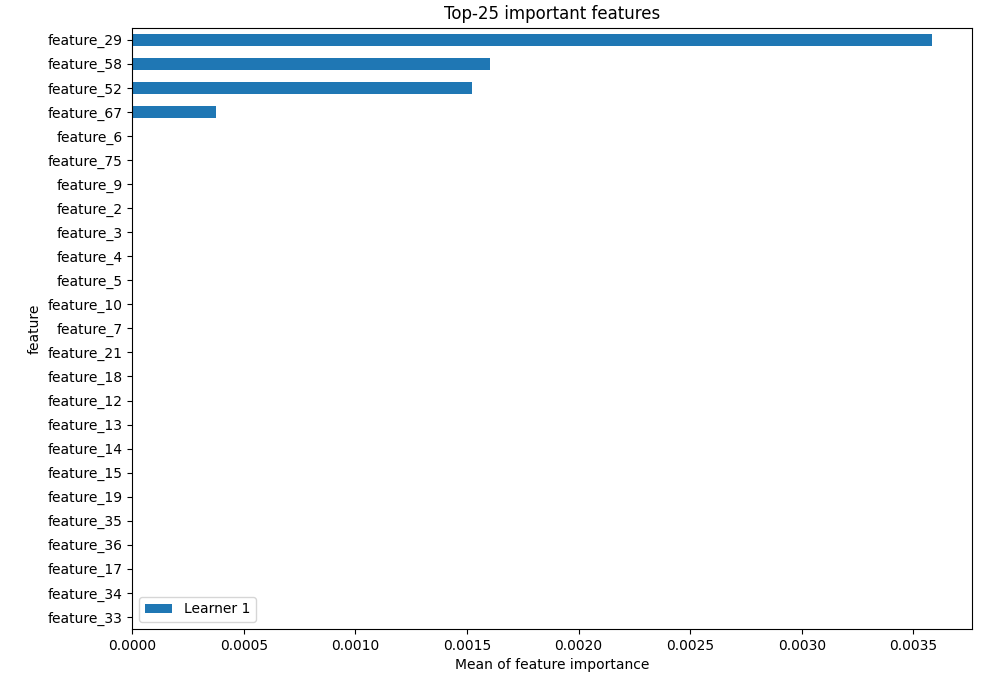 Top-25 important features
feature_29
feature_58
feature_52
feature_67
feature_6
feature_75
feature_9
feature_2
feature_3
feature_4
feature_5
feature_10
feature_7
feature_21
feature_18
feature_12
feature_13
feature_14
feature_15
feature_19
feature_35
feature_36
feature_17
feature_34
feature_33
feature
Learner 1
0.0000 0.0005 0.0010 0.0015 0.0020 0.0025 0.0030 0.0035
Mean of feature importance